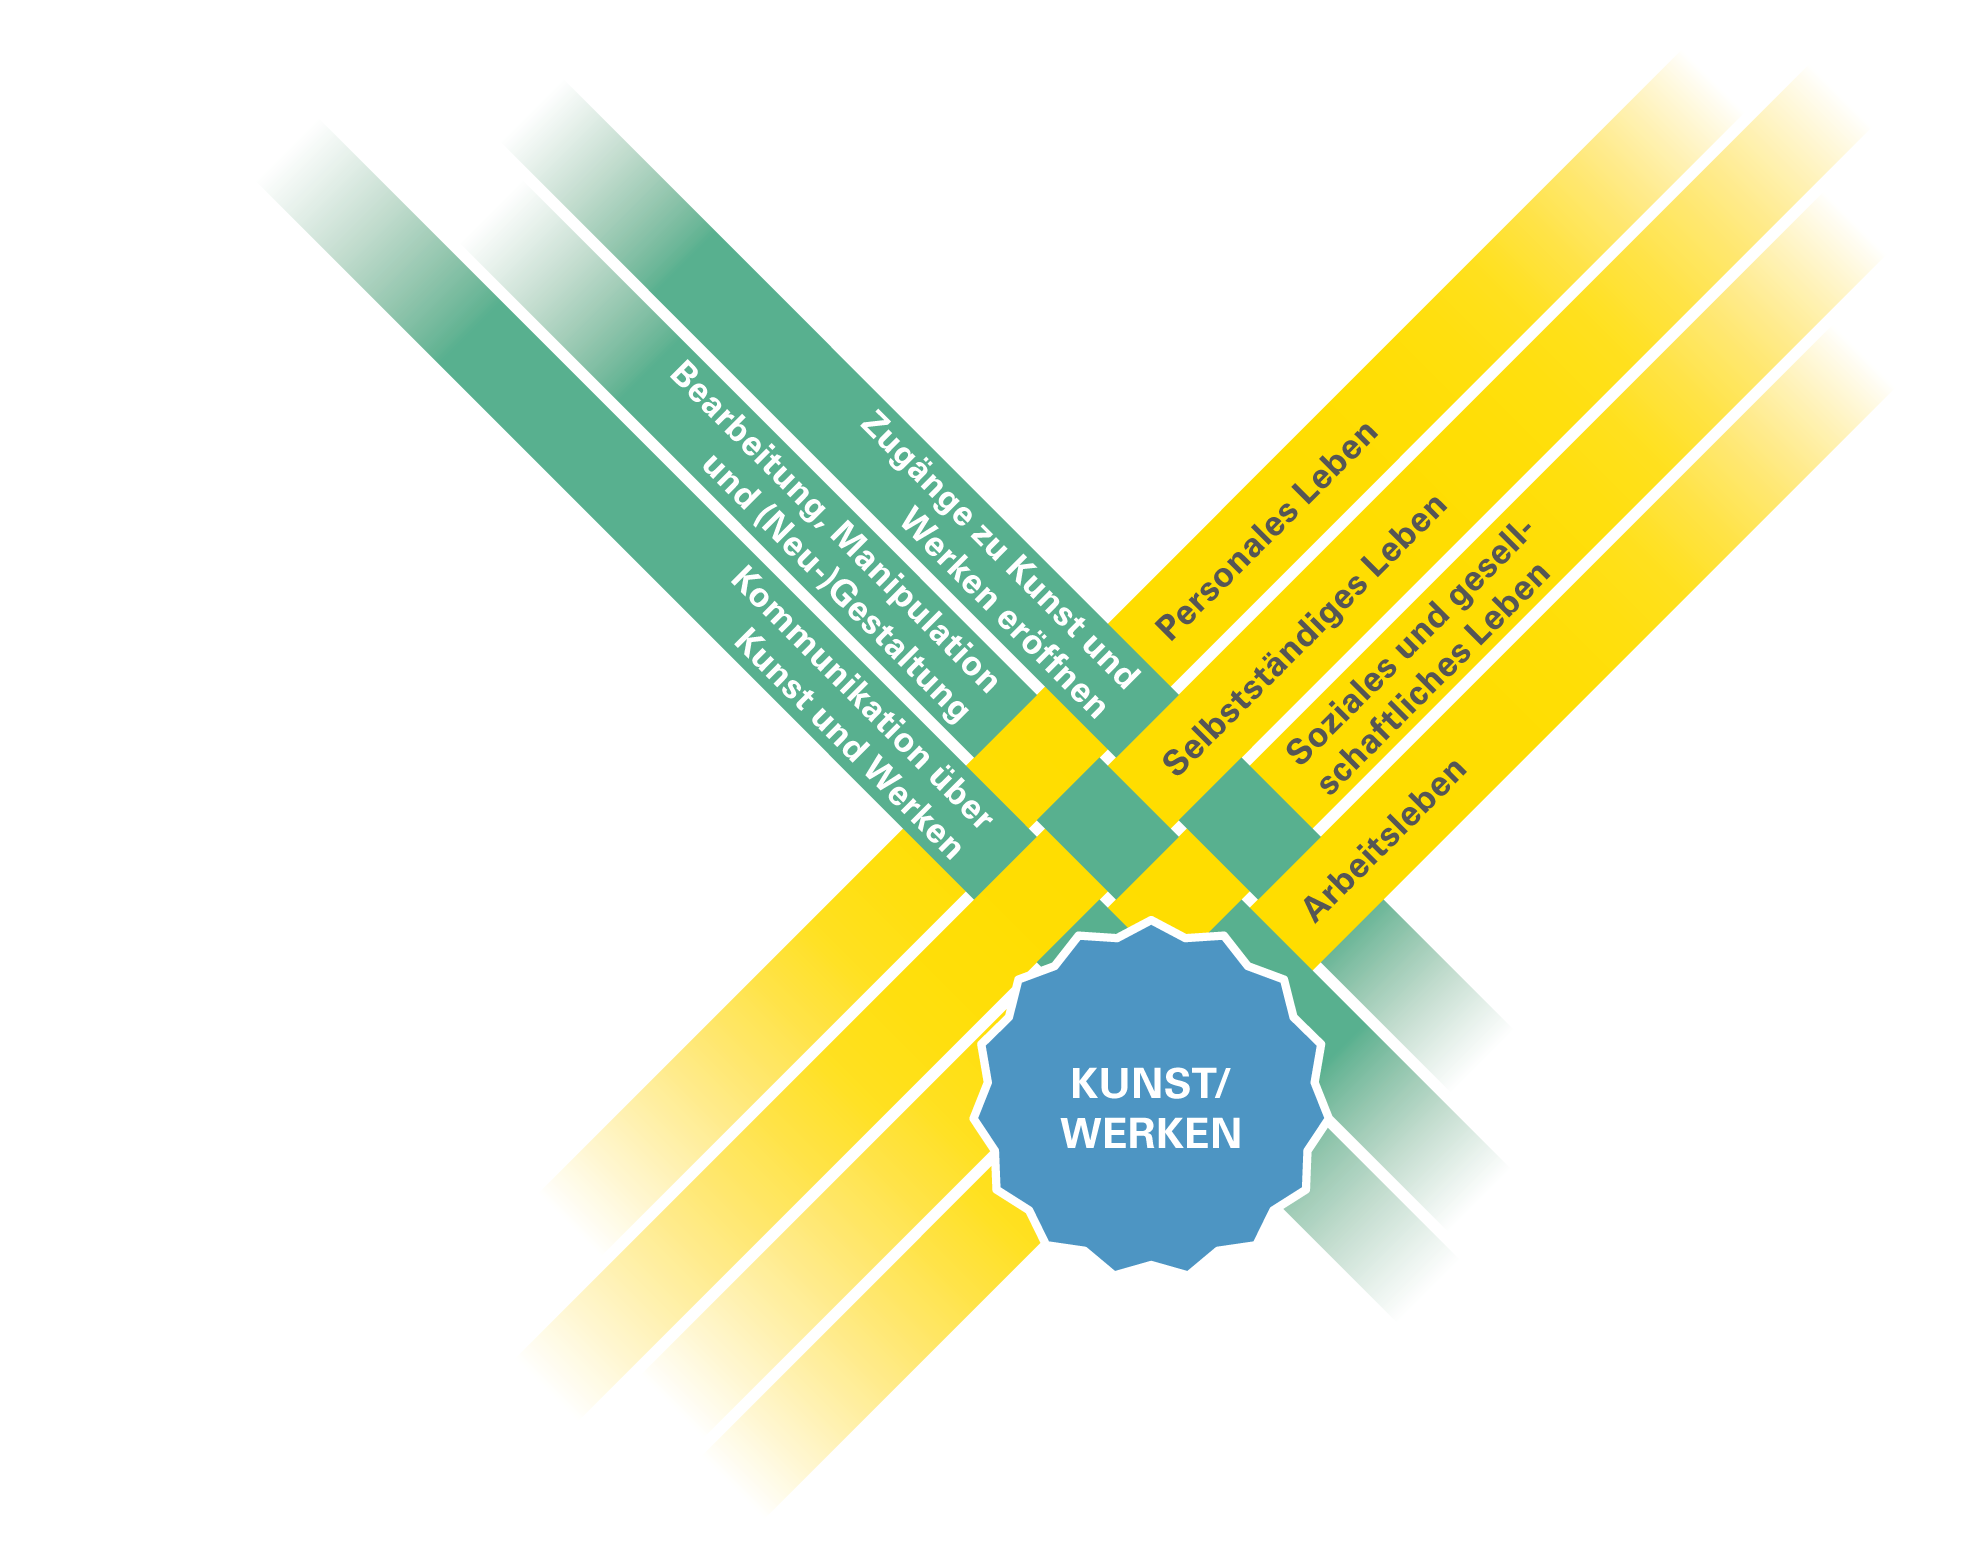 Zugänge zu Kunst und
Werken eröffnen
Bearbeitung, Manipulation
und (Neu-)Gestaltung
Kommunikation über
Kunst und Werken
Personales Leben
Selbstständiges Leben
Soziales und gesell-
schaftliches Leben
Arbeitsleben
KUNST/
WERKEN